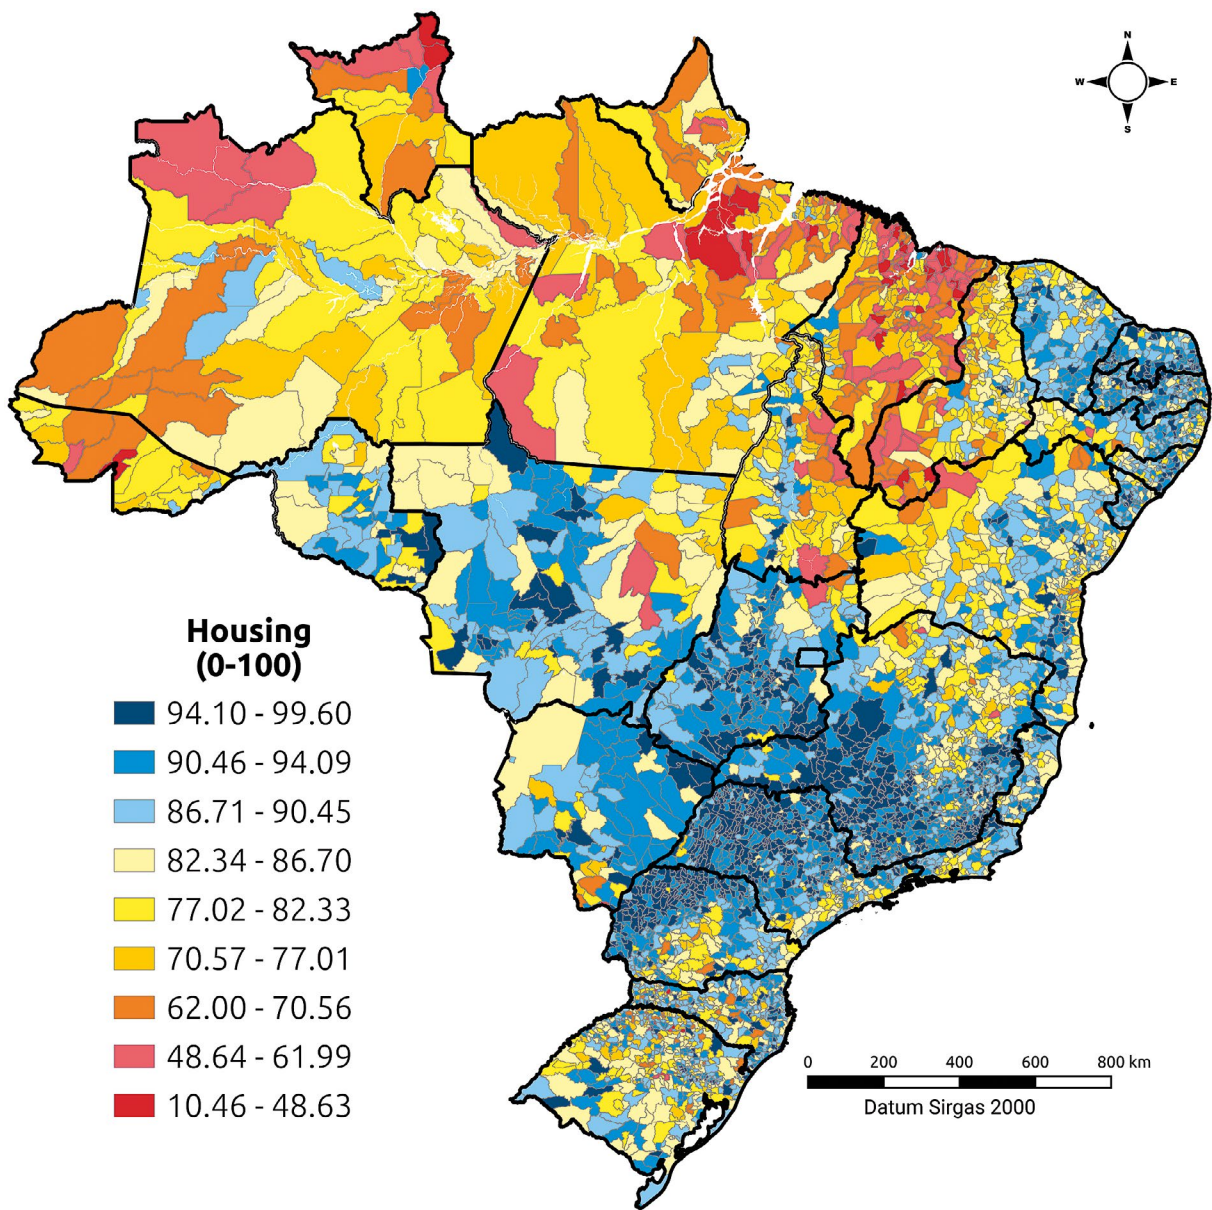 N
W E
S
Housing
(0-100)
94.10 - 99.60
90.46 - 94.09
86.71 - 90.45
82.34 - 86.70
77.02 - 82.33
70.57 - 77.01
62.00 - 70.56
48.64 - 61.99
10.46 - 48.63
0 200 400 600 800 km
Datum Sirgas 2000